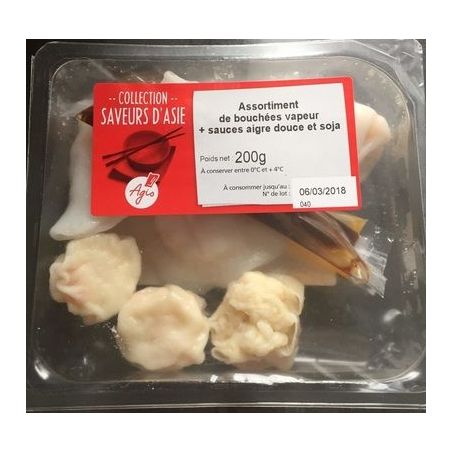 -- COLLECTION --
SAVEURS D'ASIE
Agis
Assortiment
de bouchées vapeur
+ sauces aigre douce et soja
Poids net : 200g
À conserver entre 0°C et + 4°C
À consommer jusqu'au :
N° de lot :
06/03/2018
040